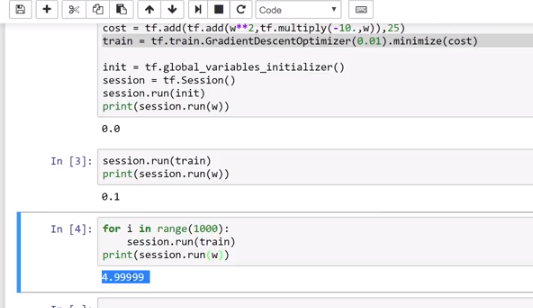 Code
cost = tf.add(tf.add(w**2,tf.multiply(-10.,w)),25)
train = tf.train.GradientDescentOptimizer(0.01).minimize(cost)
init = tf.global_variables_initializer()
session = tf.Session()
session.run(init)
print(session.run(w))
0.0
In [3]: session.run(train)
print(session.run(w))
0.1
In [4]: for i in range(1000):
session.run(train)
print(session.run(w))
4.99999